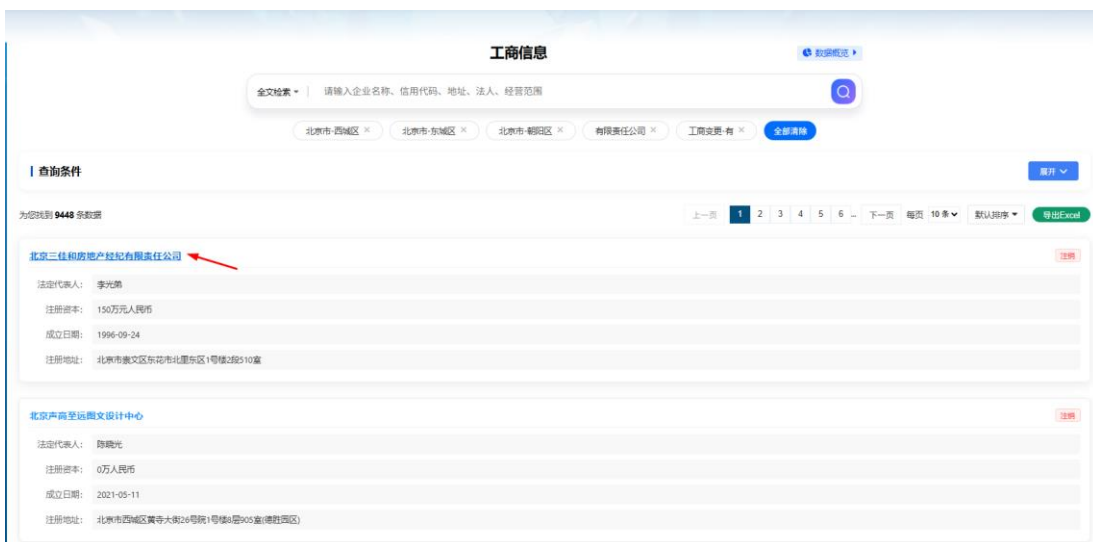 工商信息
数据概览
全文检索 请输入企业名称、信用代码、地址、法人、经营范围
北京市-西城区 × 北京市-东城区 × 北京市-朝阳区 × 有限责任公司 × 工商变更-有 × 全部清除
查询条件 展开
为您找到 9448 条数据 上一页 1 2 3 4 5 6 ... 下一页 每页 10 条 默认排序 导出Excel
北京三佳和房地产经纪有限责任公司 注销
法定代表人: 李光弟
注册资本: 150万元人民币
成立日期: 1996-09-24
注册地址: 北京市崇文区东花市北里东区1号楼2段510室
北京声商至远图文设计中心 注销
法定代表人: 陈晓光
注册资本: 0万人民币
成立日期: 2021-05-11
注册地址: 北京市西城区黄寺大街26号院1号楼8层905室(德胜园区)